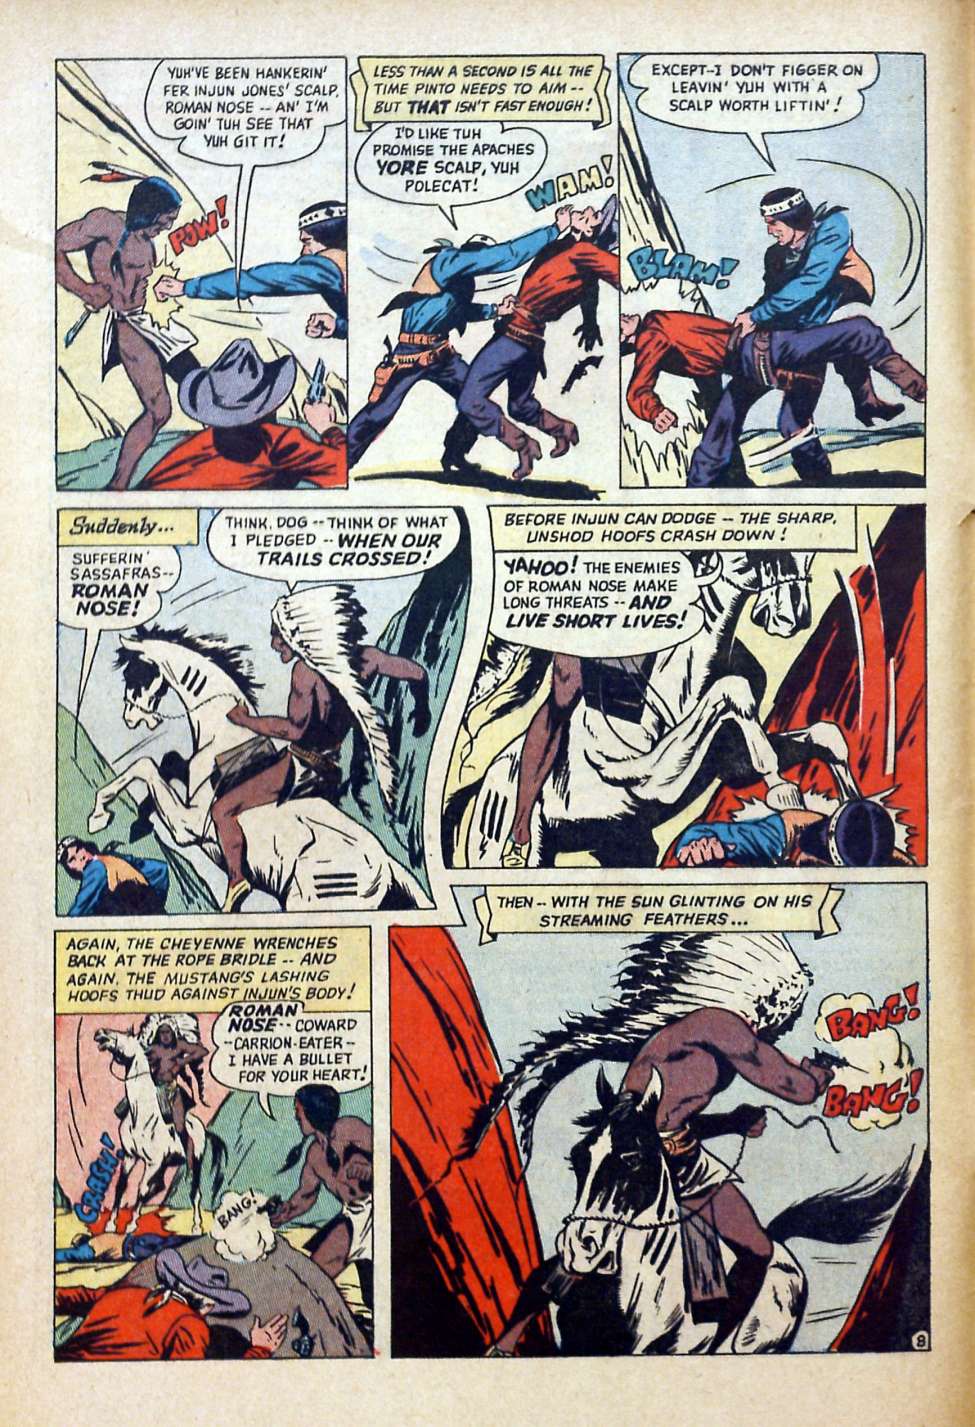 YUH'VE BEEN HANKERIN'
FER INJUN JONES' SCALP,
ROMAN NOSE -- AN' I'M
GOIN' TUH SEE THAT
YUH GIT IT!
POW!
LESS THAN A SECOND IS ALL THE
TIME PINTO NEEDS TO AIM --
BUT THAT ISN'T FAST ENOUGH!
I'D LIKE TUH
PROMISE THE APACHES
YORE SCALP, YUH
POLECAT!
WAM!
EXCEPT--I DON'T FIGGER ON
LEAVIN' YUH WITH A
SCALP WORTH LIFTIN'!
BLAM!
Suddenly...
SUFFERIN'
SASSAFRAS--
ROMAN
NOSE!
THINK, DOG -- THINK OF WHAT
I PLEDGED -- WHEN OUR
TRAILS CROSSED!
BEFORE INJUN CAN DODGE -- THE SHARP,
UNSHOD HOOFS CRASH DOWN!
YAHOO! THE ENEMIES
OF ROMAN NOSE MAKE
LONG THREATS -- AND
LIVE SHORT LIVES!
AGAIN, THE CHEYENNE WRENCHES
BACK AT THE ROPE BRIDLE -- AND
AGAIN, THE MUSTANG'S LASHING
HOOFS THUD AGAINST INJUN'S BODY!
ROMAN
NOSE -- COWARD
--CARRION-EATER--
I HAVE A BULLET
FOR YOUR HEART!
CRASH!
BANG!
THEN -- WITH THE SUN GLINTING ON HIS
STREAMING FEATHERS...
BANG!
BANG!
8